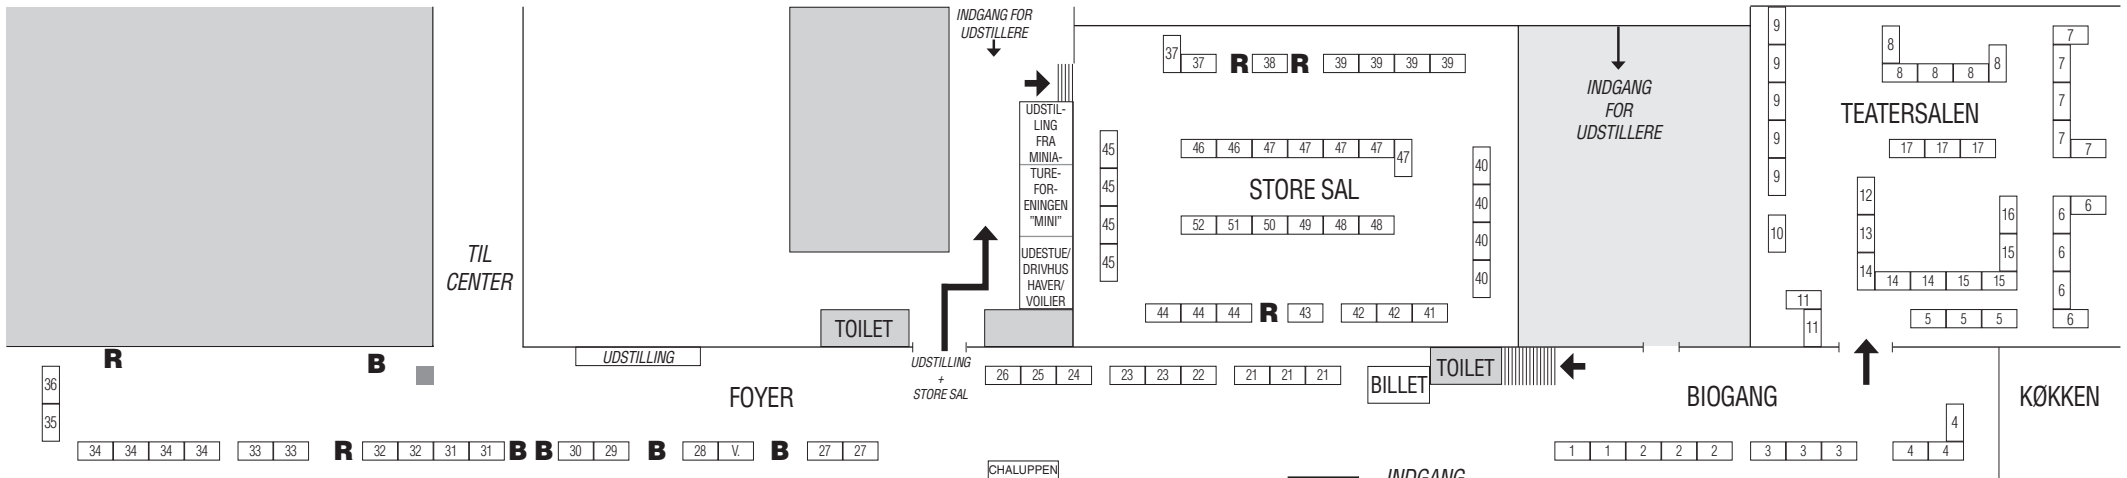 INDGANG FOR
UDSTILLERE
TIL
CENTER
TOILET
UDSTILLING
R
B
36
35
FOYER
34 34 34 34 33 33 R 32 32 31 31 B B 30 29 B 28 V. B 27 27
UDSTIL-
LING
FRA
MINIA-
TURE-
FOR-
ENINGEN
"MINI"
UDESTUE/
DRIVHUS
HAVER/
VOILIER
UDSTILLING
+
STORE SAL
37
37 R 38 R 39 39 39 39
45
45
45
45
46 46 47 47 47 47
47
STORE SAL
52 51 50 49 48 48
40
40
40
40
44 44 44 R 43 42 42 41
26 25 24 23 23 22 21 21 21
BILLET
TOILET
CHALUPPEN
INDGANG
INDGANG
FOR
UDSTILLERE
9
9
9
9
9
10
11
11
8
8 8 8
8
7
7
7
7
7
TEATERSALEN
17 17 17
12
13
14
14 14 15 15
16
15
6
6
6
6
6
5 5 5
BIOGANG
KØKKEN
1 1 2 2 2 3 3 3 4 4
4